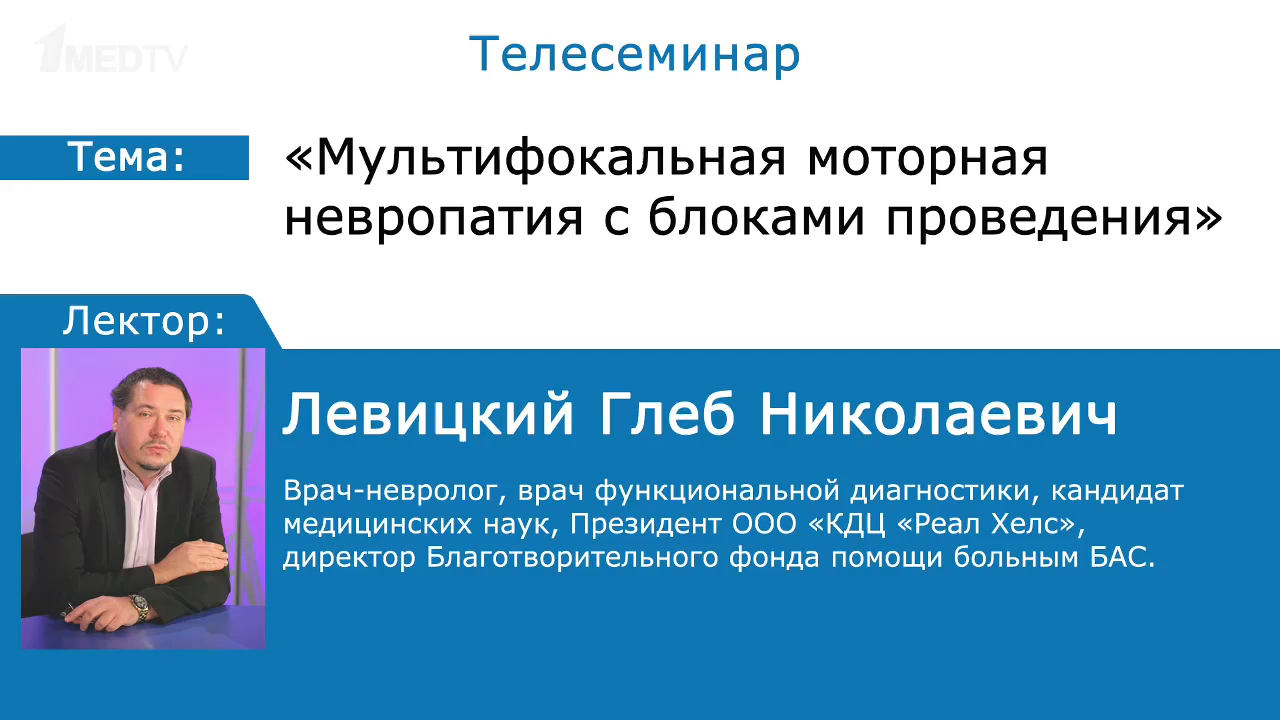 1MEDTV
Телесеминар
Тема:
«Мультифокальная моторная
невропатия с блоками проведения»
Лектор:
Левицкий Глеб Николаевич
Врач-невролог, врач функциональной диагностики, кандидат
медицинских наук, Президент ООО «КДЦ «Реал Хелс»,
директор Благотворительного фонда помощи больным БАС.